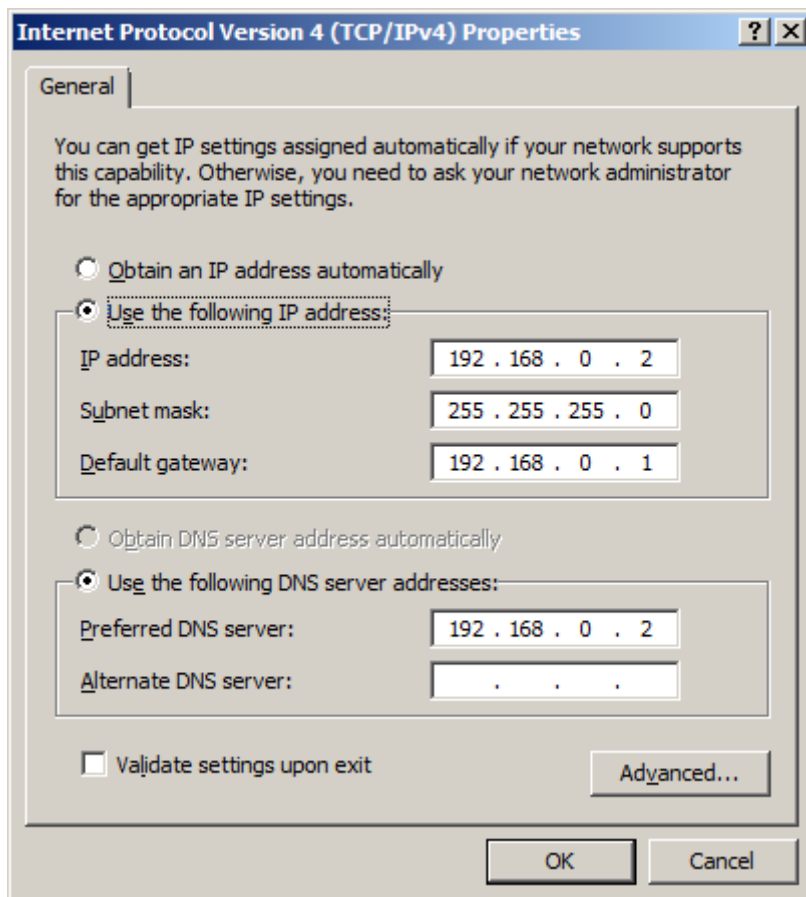 Internet Protocol Version 4 (TCP/IPv4) Properties
General
You can get IP settings assigned automatically if your network supports
this capability. Otherwise, you need to ask your network administrator
for the appropriate IP settings.
Obtain an IP address automatically
Use the following IP address:
IP address: 192 . 168 . 0 . 2
Subnet mask: 255 . 255 . 255 . 0
Default gateway: 192 . 168 . 0 . 1
Obtain DNS server address automatically
Use the following DNS server addresses:
Preferred DNS server: 192 . 168 . 0 . 2
Alternate DNS server: . . .
Validate settings upon exit
Advanced...
OK Cancel